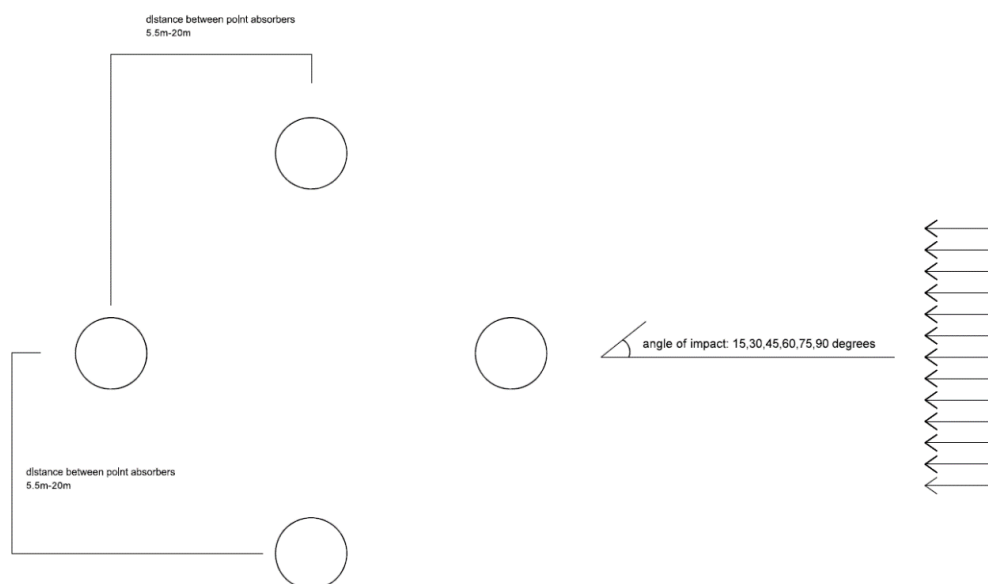 distance between point absorbers
5.5m-20m
angle of impact: 15,30,45,60,75,90 degrees
distance between point absorbers
5.5m-20m